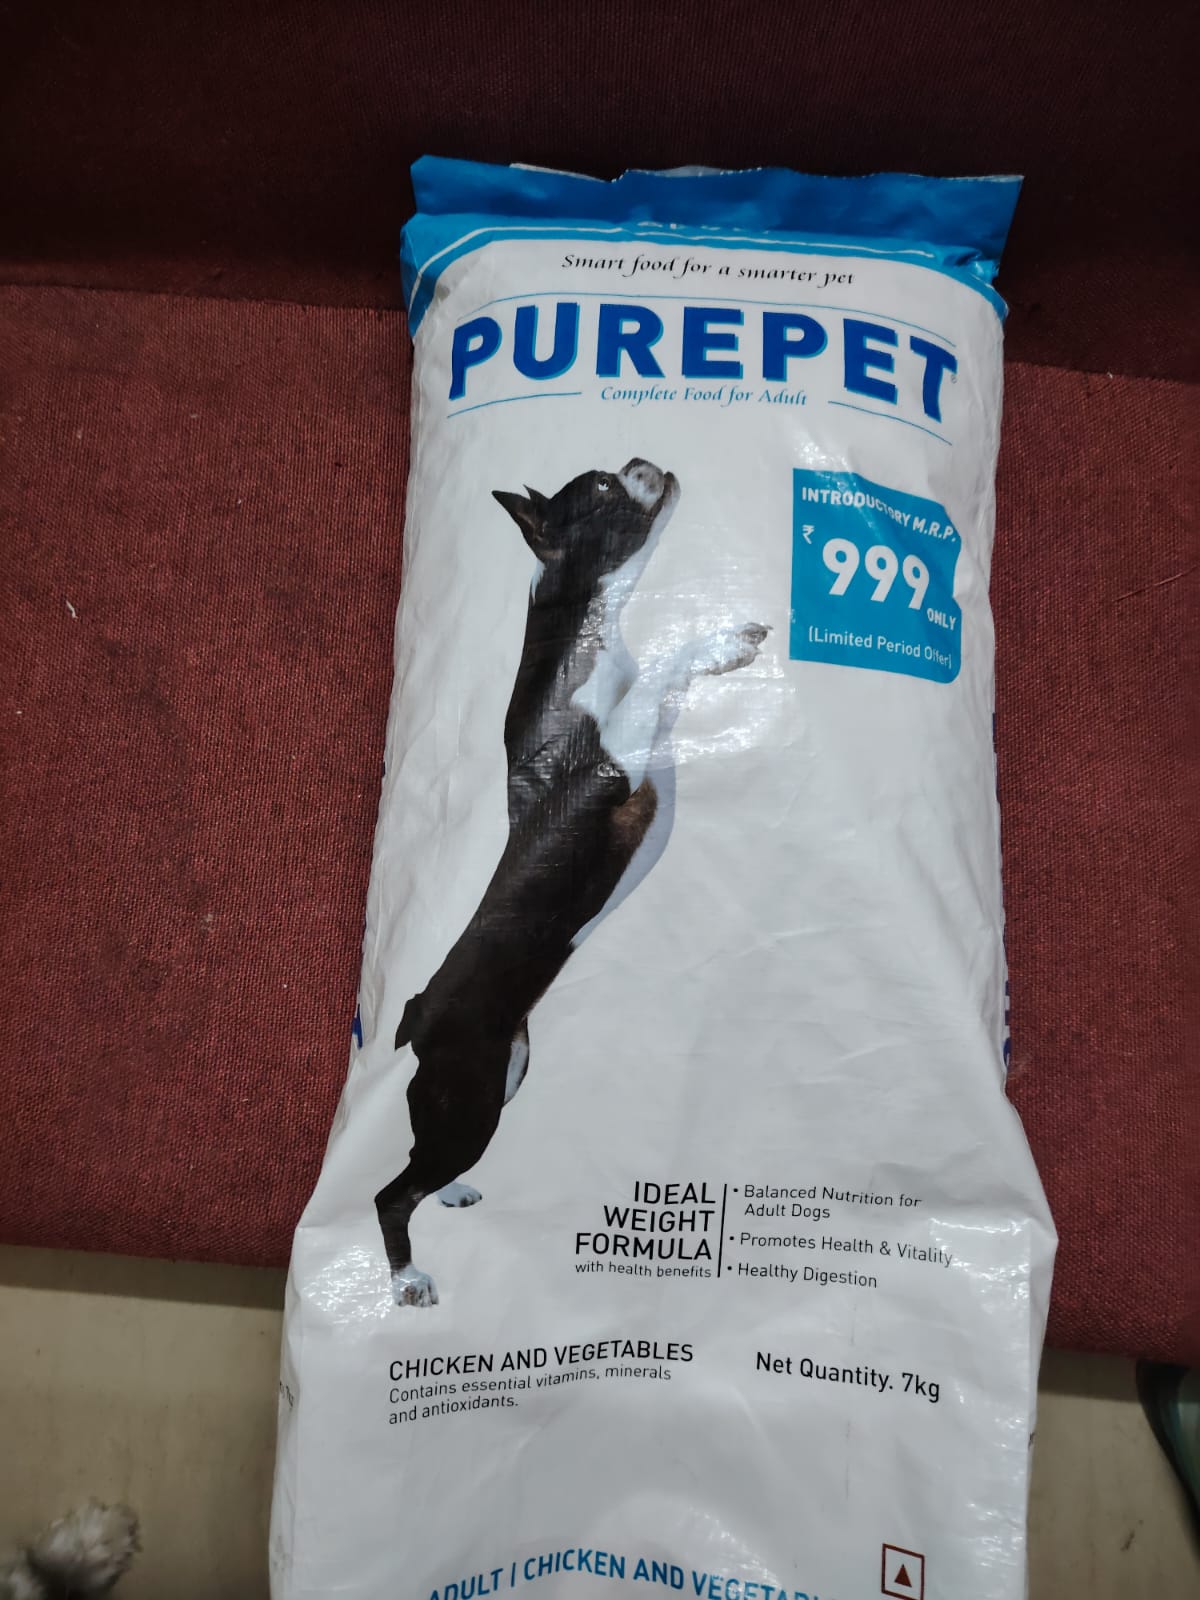 Smart food for a smarter pet
PUREPET®
Complete Food for Adult
INTRODUCTORY M.R.P.
₹ 999 ONLY
(Limited Period Offer)
IDEAL
WEIGHT
FORMULA
with health benefits
• Balanced Nutrition for
Adult Dogs
• Promotes Health & Vitality
• Healthy Digestion
CHICKEN AND VEGETABLES
Contains essential vitamins, minerals
and antioxidants.
Net Quantity. 7kg
ADULT | CHICKEN AND